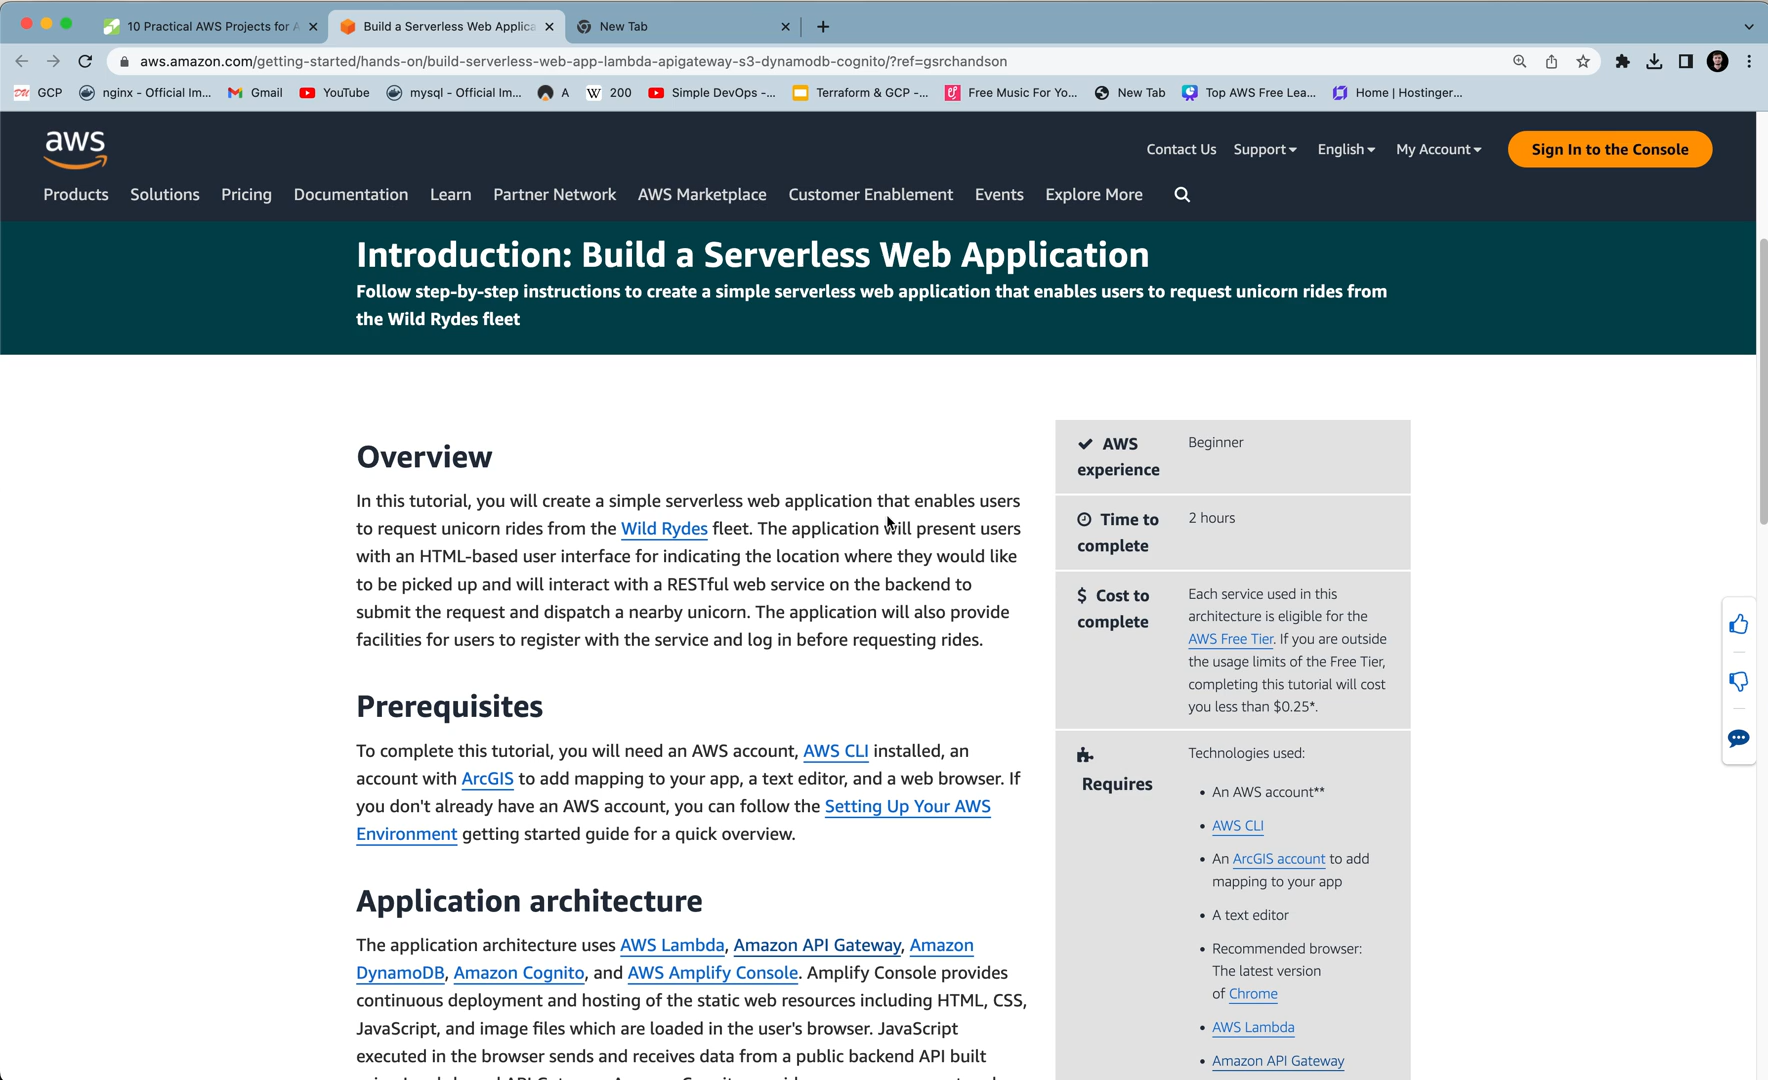 10 Practical AWS Projects for A
Build a Serverless Web Applica
New Tab
aws.amazon.com/getting-started/hands-on/build-serverless-web-app-lambda-apigateway-s3-dynamodb-cognito/?ref=gsrchandson
GCP
nginx - Official Im...
Gmail
YouTube
mysql - Official Im...
A
W 200
Simple DevOps -...
Terraform & GCP -...
Free Music For Yo...
New Tab
Top AWS Free Lea...
Home | Hostinger...
aws
Contact Us
Support
English
My Account
Sign In to the Console
Products
Solutions
Pricing
Documentation
Learn
Partner Network
AWS Marketplace
Customer Enablement
Events
Explore More
Introduction: Build a Serverless Web Application
Follow step-by-step instructions to create a simple serverless web application that enables users to request unicorn rides from
the Wild Rydes fleet
Overview
In this tutorial, you will create a simple serverless web application that enables users
to request unicorn rides from the Wild Rydes fleet. The application will present users
with an HTML-based user interface for indicating the location where they would like
to be picked up and will interact with a RESTful web service on the backend to
submit the request and dispatch a nearby unicorn. The application will also provide
facilities for users to register with the service and log in before requesting rides.
Prerequisites
To complete this tutorial, you will need an AWS account, AWS CLI installed, an
account with ArcGIS to add mapping to your app, a text editor, and a web browser. If
you don't already have an AWS account, you can follow the Setting Up Your AWS
Environment getting started guide for a quick overview.
Application architecture
The application architecture uses AWS Lambda, Amazon API Gateway, Amazon
DynamoDB, Amazon Cognito, and AWS Amplify Console. Amplify Console provides
continuous deployment and hosting of the static web resources including HTML, CSS,
JavaScript, and image files which are loaded in the user's browser. JavaScript
executed in the browser sends and receives data from a public backend API built
AWS
experience
Beginner
Time to
complete
2 hours
$ Cost to
complete
Each service used in this
architecture is eligible for the
AWS Free Tier. If you are outside
the usage limits of the Free Tier,
completing this tutorial will cost
you less than $0.25*.
Requires
Technologies used:
• An AWS account**
• AWS CLI
• An ArcGIS account to add
mapping to your app
• A text editor
• Recommended browser:
The latest version
of Chrome
• AWS Lambda
• Amazon API Gateway